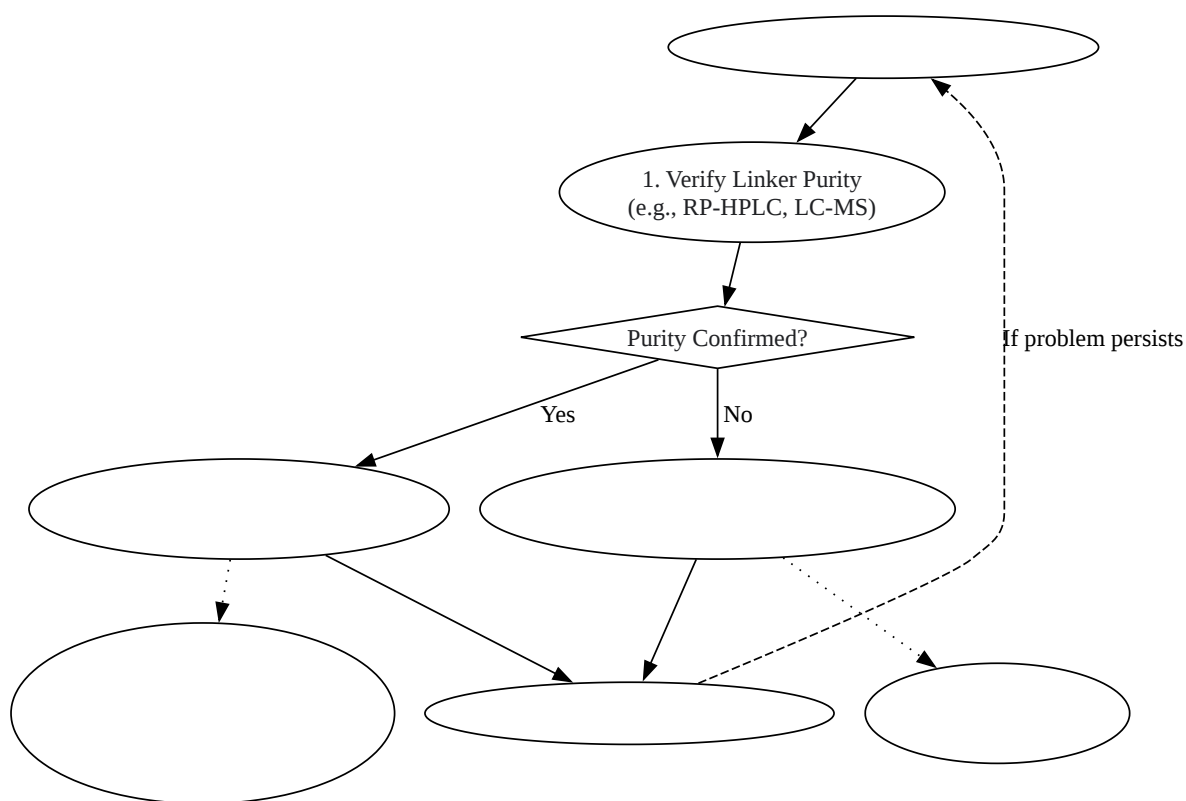 1. Verify Linker Purity
(e.g., RP-HPLC, LC-MS)
Purity Confirmed?
If problem persists
Yes
No